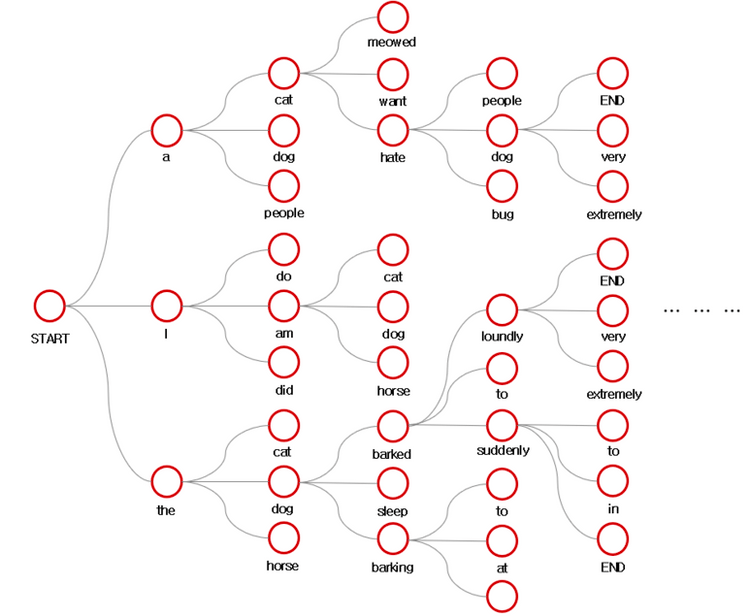 meowed
cat
want
people
END
a
dog
hate
dog
very
people
bug
extremely
do
cat
END
START
I
am
dog
loundly
very
... ... ...
did
horse
to
extremely
cat
barked
suddenly
to
the
dog
sleep
to
in
horse
barking
at
END